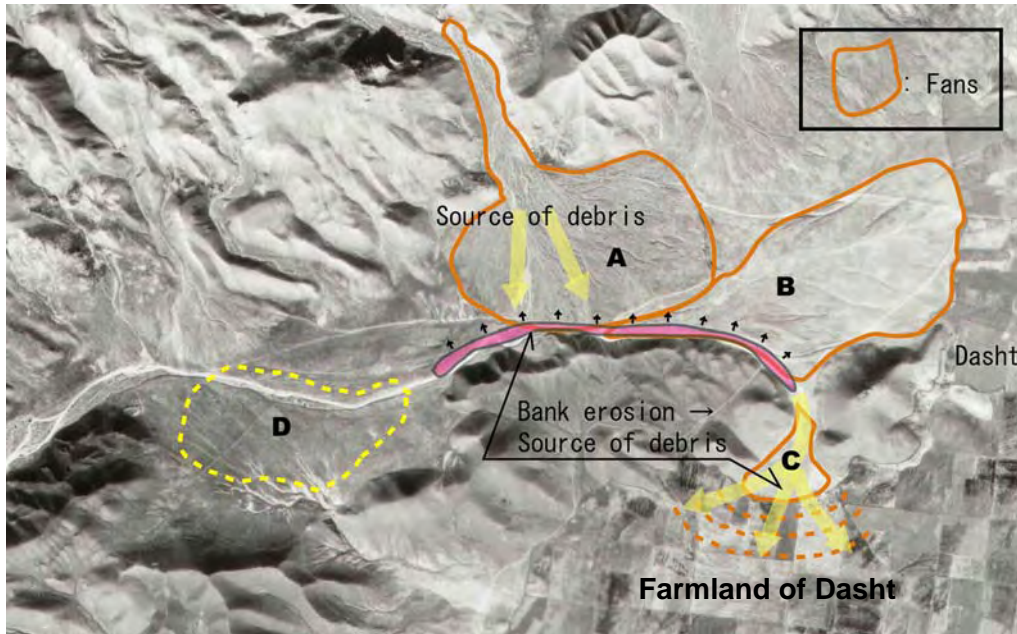 : Fans
Source of debris
A
B
Dasht
Bank erosion →
Source of debris
D
C
Farmland of Dasht